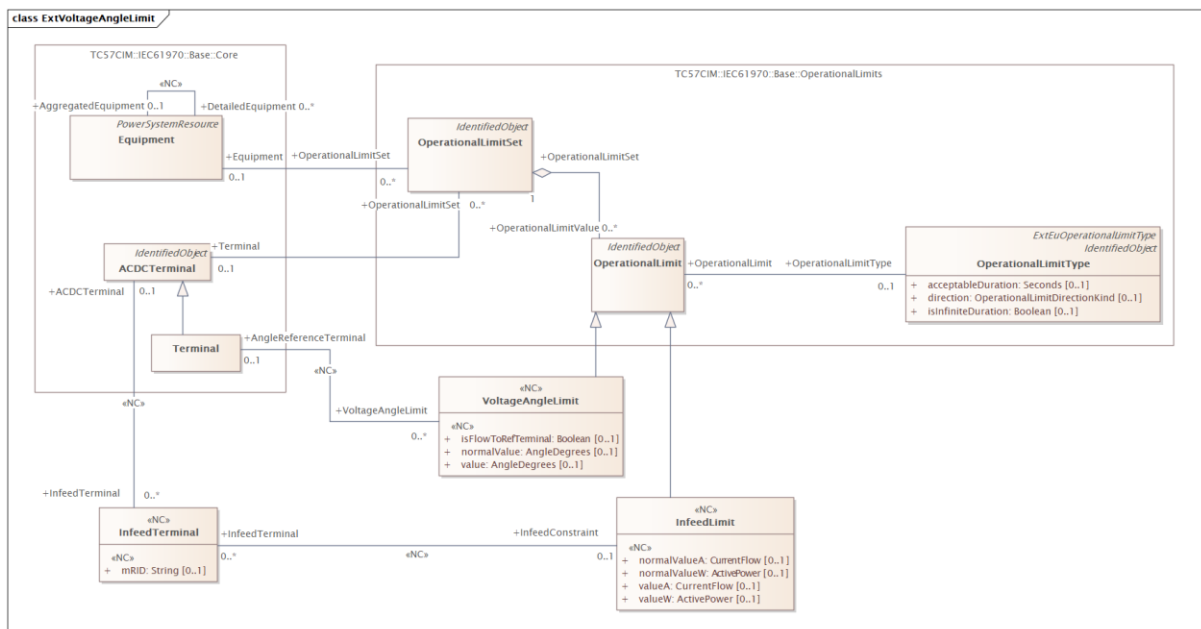 class ExtVoltageAngleLimit
TC57CIM::IEC61970::Base::Core
TC57CIM::IEC61970::Base::OperationalLimits
«NC»
+AggregatedEquipment 0..1
+DetailedEquipment 0..*
PowerSystemResource
Equipment
+Equipment
0..1
+OperationalLimitSet
0..*
IdentifiedObject
OperationalLimitSet
+OperationalLimitSet
1
+OperationalLimitSet 0..*
+OperationalLimitValue 0..*
+Terminal
0..1
IdentifiedObject
ACDCTerminal
+ACDCTerminal
0..1
IdentifiedObject
OperationalLimit
+OperationalLimit
0..*
+OperationalLimitType
0..1
ExtEuOperationalLimitType
IdentifiedObject
OperationalLimitType
+ acceptableDuration: Seconds [0..1]
+ direction: OperationalLimitDirectionKind [0..1]
+ isInfiniteDuration: Boolean [0..1]
Terminal
+AngleReferenceTerminal
0..1
«NC»
+VoltageAngleLimit
0..*
«NC»
VoltageAngleLimit
«NC»
+ isFlowToRefTerminal: Boolean [0..1]
+ normalValue: AngleDegrees [0..1]
+ value: AngleDegrees [0..1]
«NC»
+InfeedTerminal
0..*
«NC»
InfeedTerminal
«NC»
+ mRID: String [0..1]
+InfeedTerminal
0..*
«NC»
+InfeedConstraint
0..1
«NC»
InfeedLimit
«NC»
+ normalValueA: CurrentFlow [0..1]
+ normalValueW: ActivePower [0..1]
+ valueA: CurrentFlow [0..1]
+ valueW: ActivePower [0..1]